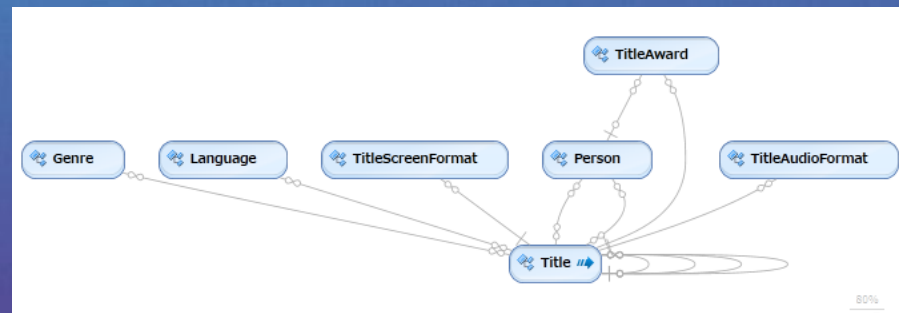 TitleAward
Genre
Language
TitleScreenFormat
Person
TitleAudioFormat
Title
80%